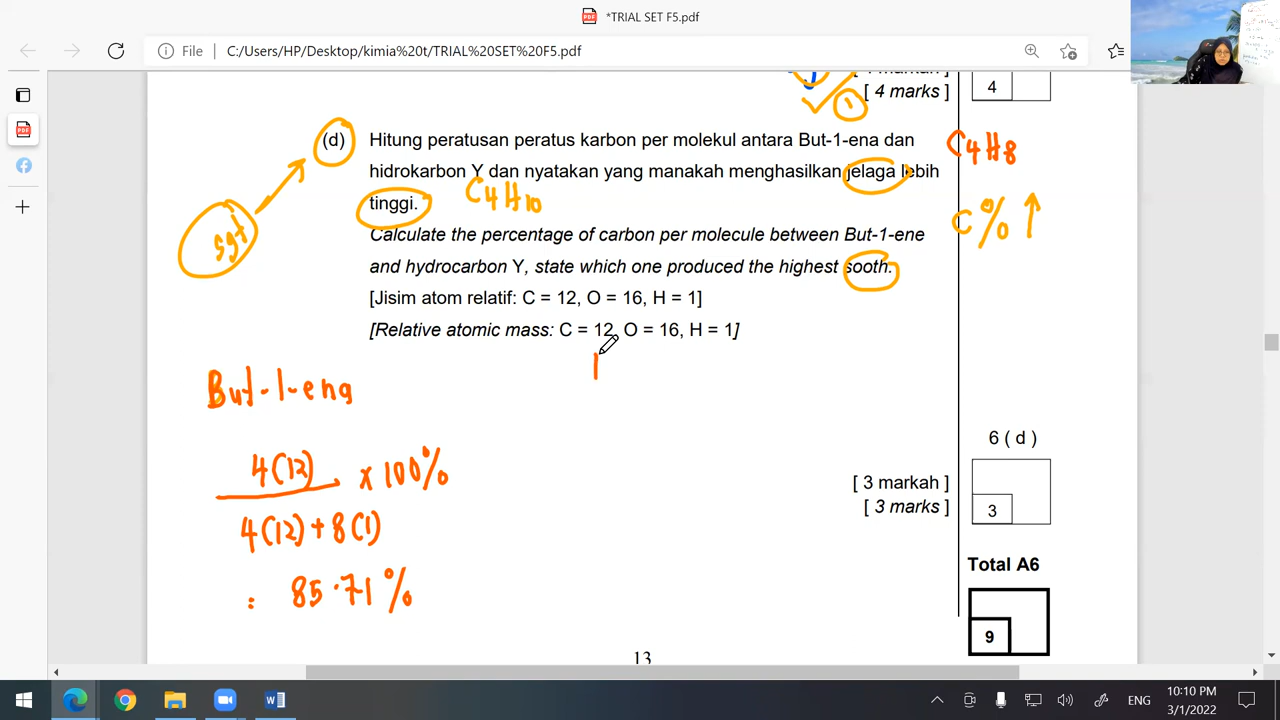 *TRIAL SET F5.pdf
File C:/Users/HP/Desktop/kimia%20t/TRIAL%20SET%20F5.pdf
[ 4 marks ]
4
(d) Hitung peratusan peratus karbon per molekul antara But-1-ena dan
hidrokarbon Y dan nyatakan yang manakah menghasilkan jelaga lebih
tinggi.
C4H10
C4H8
C% ↑
sgt
Calculate the percentage of carbon per molecule between But-1-ene
and hydrocarbon Y, state which one produced the highest sooth.
[Jisim atom relatif: C = 12, O = 16, H = 1]
[Relative atomic mass: C = 12, O = 16, H = 1]
But-1-ena
4(12) x 100%
4(12) + 8(1)
= 85.71%
6 ( d )
[ 3 markah ]
[ 3 marks ]
3
Total A6
9
13
ENG
10:10 PM
3/1/2022